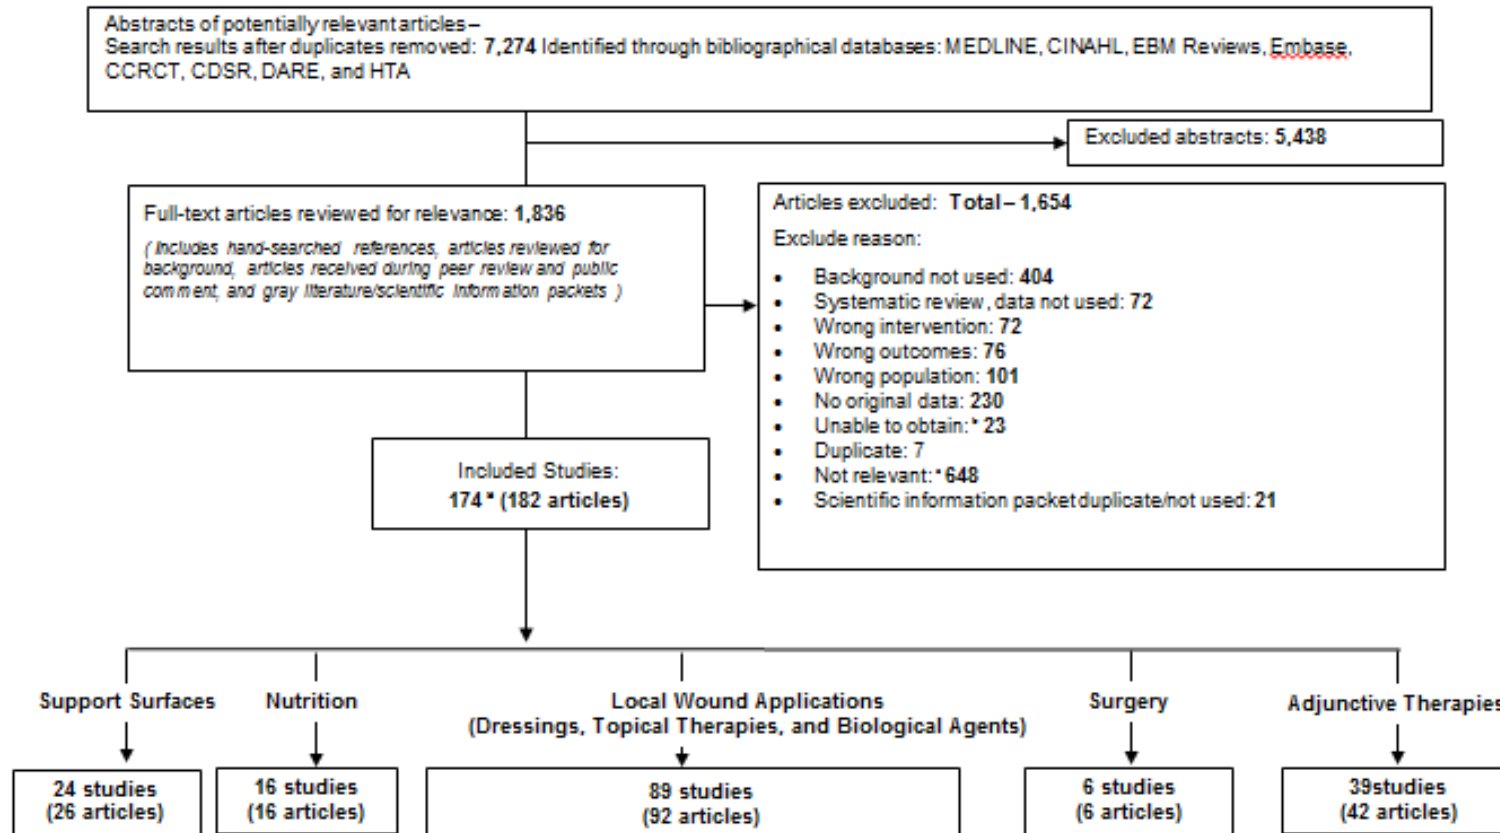 Abstracts of potentially relevant articles –
Search results after duplicates removed: 7,274 Identified through bibliographical databases: MEDLINE, CINAHL, EBM Reviews, Embase,
CCRCT, CDSR, DARE, and HTA
Excluded abstracts: 5,438
Full-text articles reviewed for relevance: 1,836
( Includes hand-searched references, articles reviewed for
background, articles received during peer review and public
comment, and gray literature/scientific information packets )
Articles excluded: Total – 1,654
Exclude reason:
• Background not used: 404
• Systematic review, data not used: 72
• Wrong intervention: 72
• Wrong outcomes: 76
• Wrong population: 101
• No original data: 230
• Unable to obtain: * 23
• Duplicate: 7
• Not relevant: * 648
• Scientific information packet duplicate/not used: 21
Included Studies:
174 * (182 articles)
Support Surfaces
24 studies
(26 articles)
Nutrition
16 studies
(16 articles)
Local Wound Applications
(Dressings, Topical Therapies, and Biological Agents)
89 studies
(92 articles)
Surgery
6 studies
(6 articles)
Adjunctive Therapies
39studies
(42 articles)